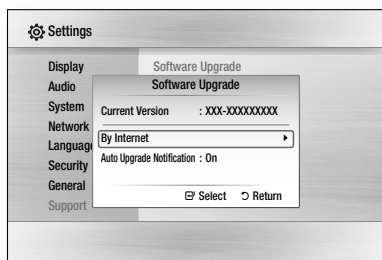 Settings
Display
Software Upgrade
Audio
Software Upgrade
System
Current Version : XXX-XXXXXXXXX
Network
By Internet
Language
Auto Upgrade Notification : On
Security
General
Select Return
Support